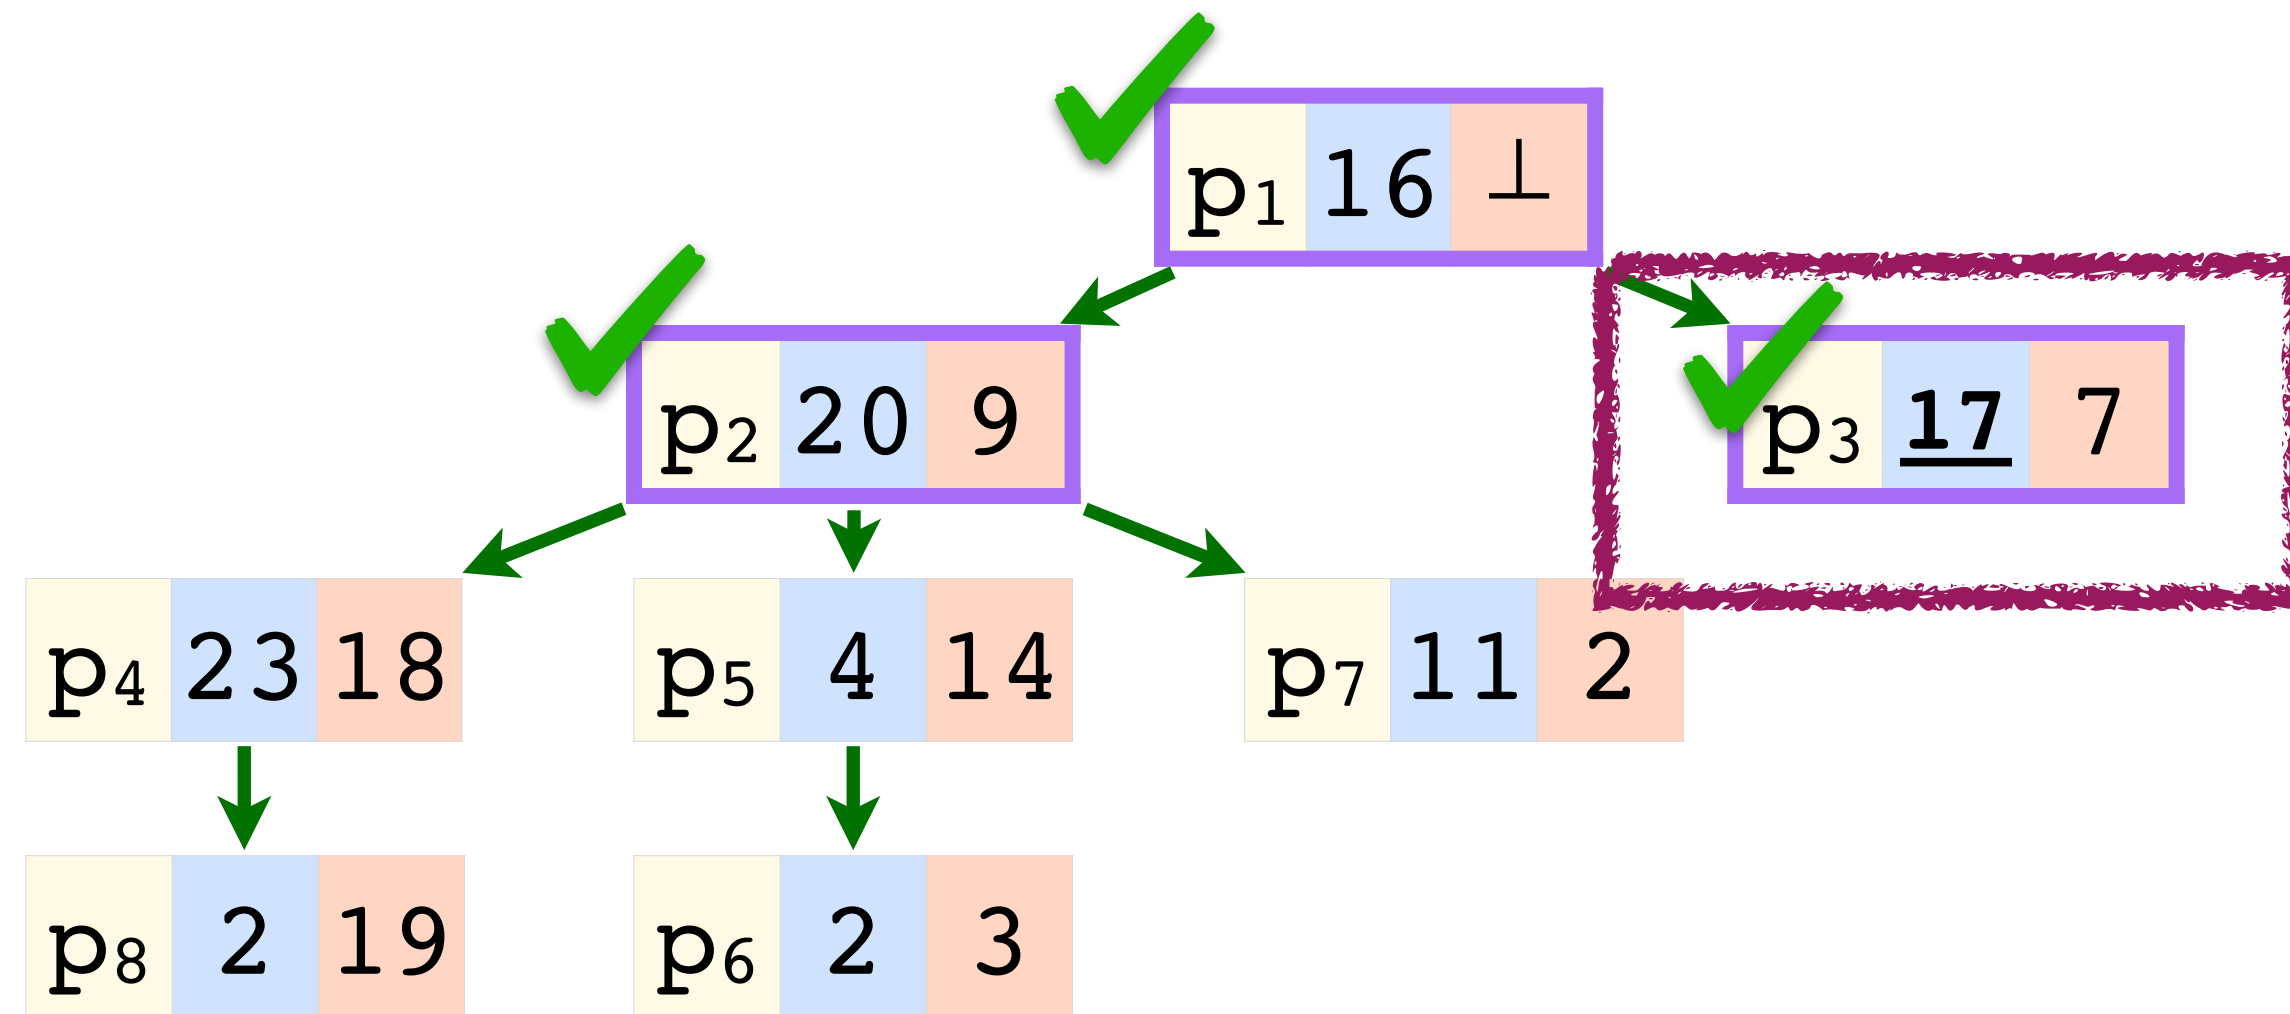 p₁ 16 ⊥
p₂ 20 9
p₃ 17 7
p₄ 23 18
p₅ 4 14
p₇ 11 2
p₈ 2 19
p₆ 2 3